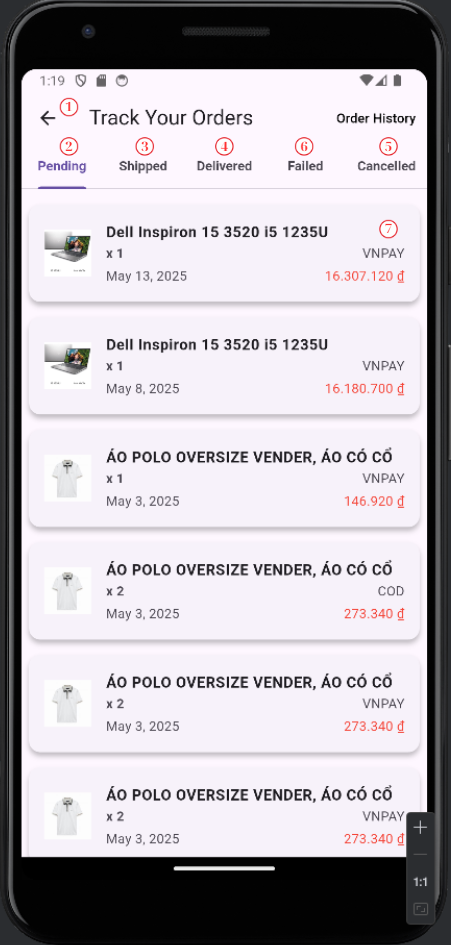 1:19
① Track Your Orders Order History
② ③ ④ ⑥ ⑤
Pending Shipped Delivered Failed Cancelled
Dell Inspiron 15 3520 i5 1235U ⑦
x 1 VNPAY
May 13, 2025 16.307.120 ₫
Dell Inspiron 15 3520 i5 1235U
x 1 VNPAY
May 8, 2025 16.180.700 ₫
ÁO POLO OVERSIZE VENDER, ÁO CÓ CỔ
x 1 VNPAY
May 3, 2025 146.920 ₫
ÁO POLO OVERSIZE VENDER, ÁO CÓ CỔ
x 2 COD
May 3, 2025 273.340 ₫
ÁO POLO OVERSIZE VENDER, ÁO CÓ CỔ
x 2 VNPAY
May 3, 2025 273.340 ₫
ÁO POLO OVERSIZE VENDER, ÁO CÓ CỔ
x 2 VNPAY
May 3, 2025 273.340 ₫
1:1